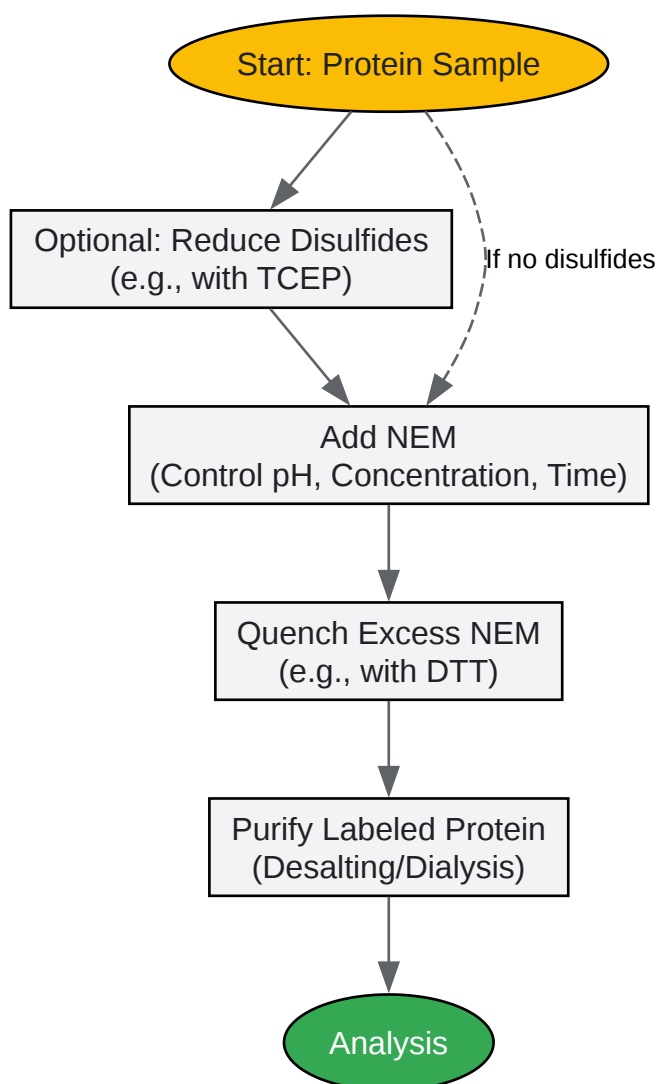 Start: Protein Sample
Optional: Reduce Disulfides
(e.g., with TCEP)
If no disulfides
Add NEM
(Control pH, Concentration, Time)
Quench Excess NEM
(e.g., with DTT)
Purify Labeled Protein
(Desalting/Dialysis)
Analysis